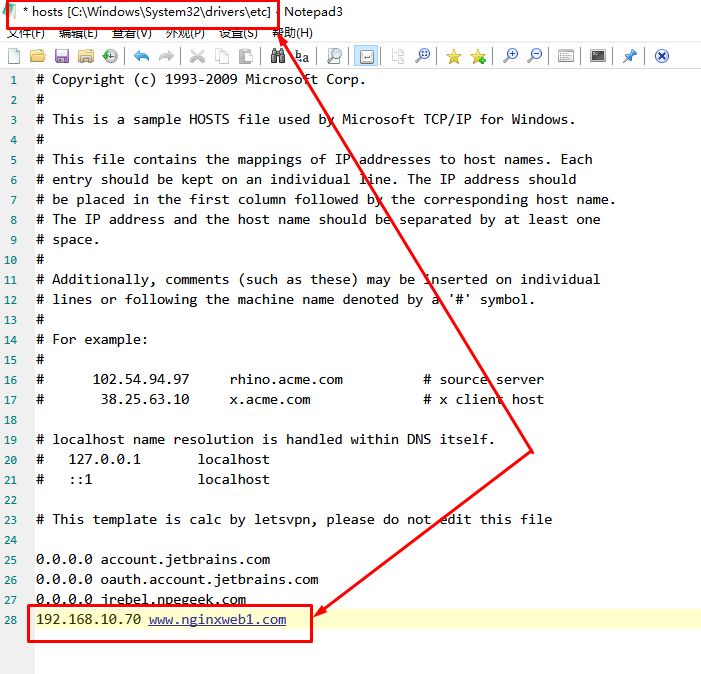 * hosts [C:\Windows\System32\drivers\etc] - Notepad3
文件(F) 编辑(E) 查看(V) 外观(P) 设置(S) 帮助(H)
1 # Copyright (c) 1993-2009 Microsoft Corp.
2 #
3 # This is a sample HOSTS file used by Microsoft TCP/IP for Windows.
4 #
5 # This file contains the mappings of IP addresses to host names. Each
6 # entry should be kept on an individual line. The IP address should
7 # be placed in the first column followed by the corresponding host name.
8 # The IP address and the host name should be separated by at least one
9 # space.
10 #
11 # Additionally, comments (such as these) may be inserted on individual
12 # lines or following the machine name denoted by a '#' symbol.
13 #
14 # For example:
15 #
16 #      102.54.94.97     rhino.acme.com          # source server
17 #       38.25.63.10     x.acme.com              # x client host
18
19 # localhost name resolution is handled within DNS itself.
20 #   127.0.0.1       localhost
21 #   ::1             localhost
22
23 # This template is calc by letsvpn, please do not edit this file
24
25 0.0.0.0 account.jetbrains.com
26 0.0.0.0 oauth.account.jetbrains.com
27 0.0.0.0 jrebel.npegeek.com
28 192.168.10.70 www.nginxweb1.com